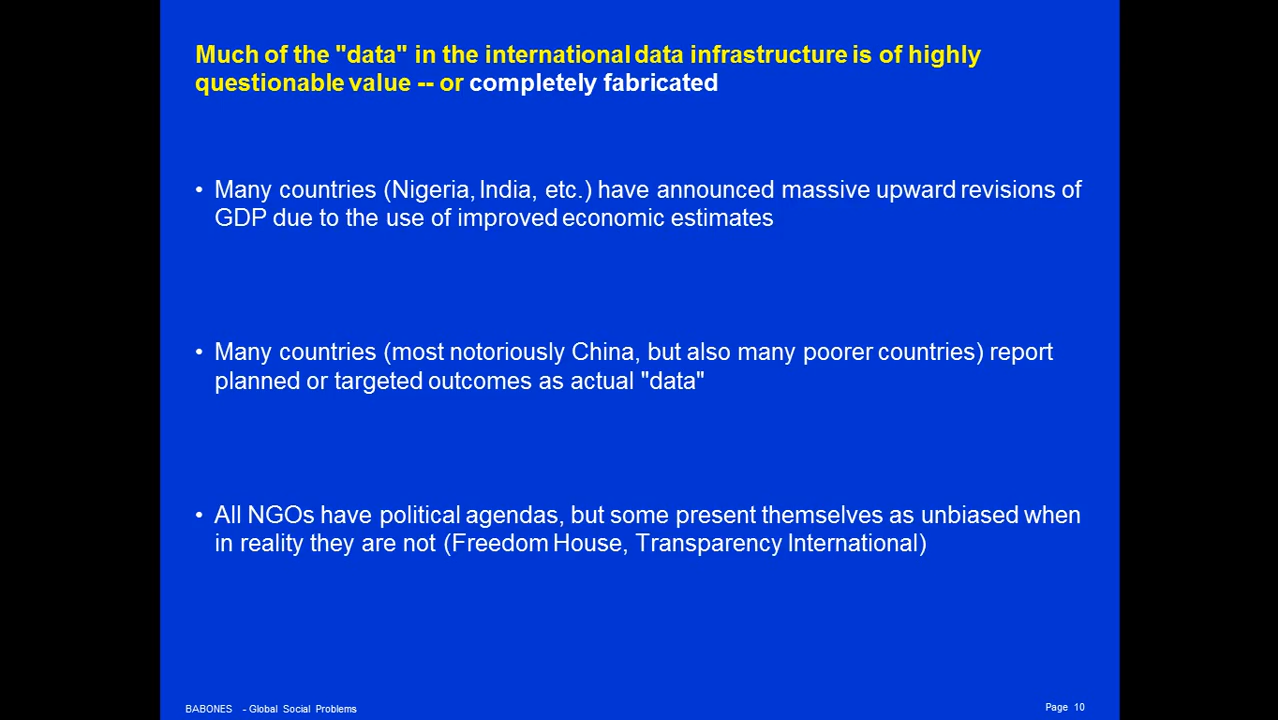 Much of the "data" in the international data infrastructure is of highly
questionable value -- or completely fabricated
• Many countries (Nigeria, India, etc.) have announced massive upward revisions of
GDP due to the use of improved economic estimates
• Many countries (most notoriously China, but also many poorer countries) report
planned or targeted outcomes as actual "data"
• All NGOs have political agendas, but some present themselves as unbiased when
in reality they are not (Freedom House, Transparency International)
BABONES - Global Social Problems
Page 10